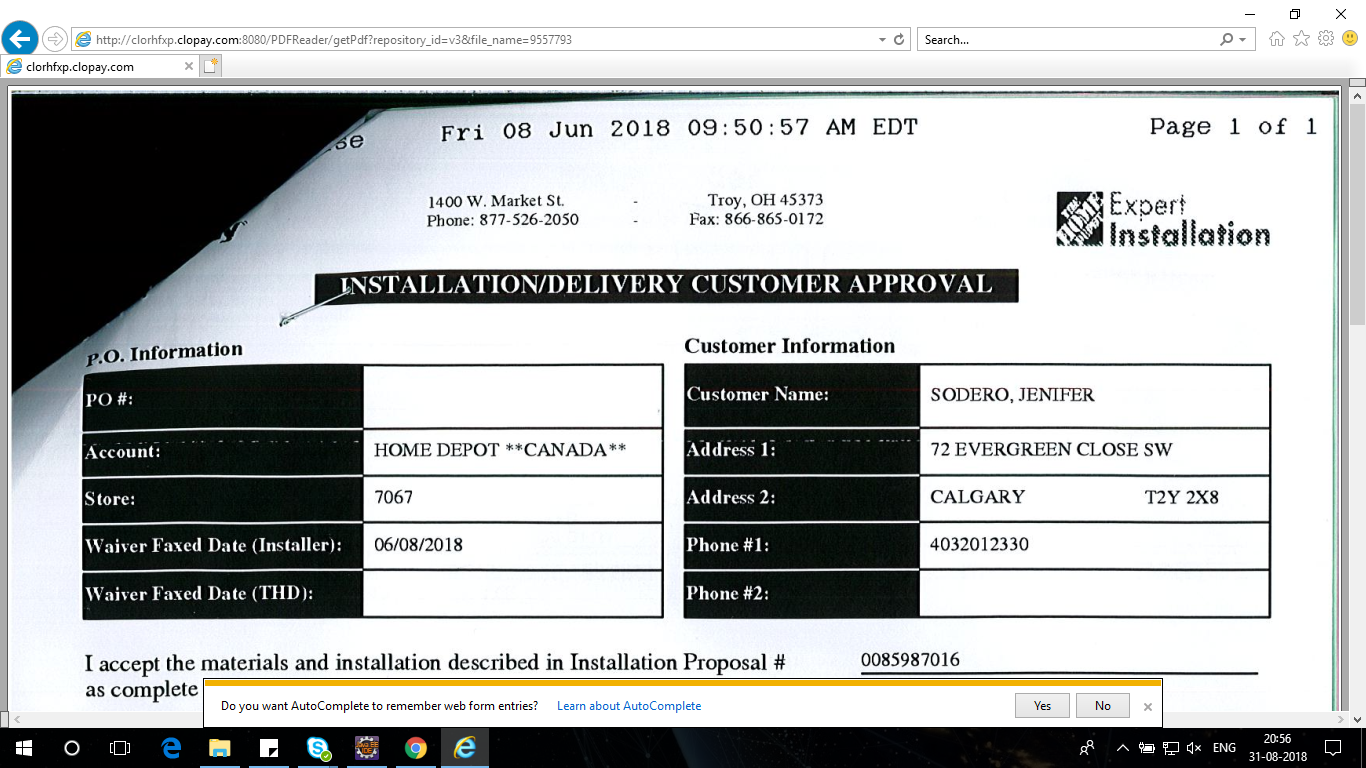 http://clorhfxp.clopay.com:8080/PDFReader/getPdf?repository_id=v3&file_name=9557793
Search...
clorhfxp.clopay.com
Fri 08 Jun 2018 09:50:57 AM EDT Page 1 of 1
1400 W. Market St. - Troy, OH 45373
Phone: 877-526-2050 - Fax: 866-865-0172
Expert
Installation
INSTALLATION/DELIVERY CUSTOMER APPROVAL
P.O. Information
PO #:
Account: HOME DEPOT **CANADA**
Store: 7067
Waiver Faxed Date (Installer): 06/08/2018
Waiver Faxed Date (THD):
Customer Information
Customer Name: SODERO, JENIFER
Address 1: 72 EVERGREEN CLOSE SW
Address 2: CALGARY T2Y 2X8
Phone #1: 4032012330
Phone #2:
I accept the materials and installation described in Installation Proposal # 0085987016
as complete
Do you want AutoComplete to remember web form entries? Learn about AutoComplete Yes No
ENG
20:56
31-08-2018